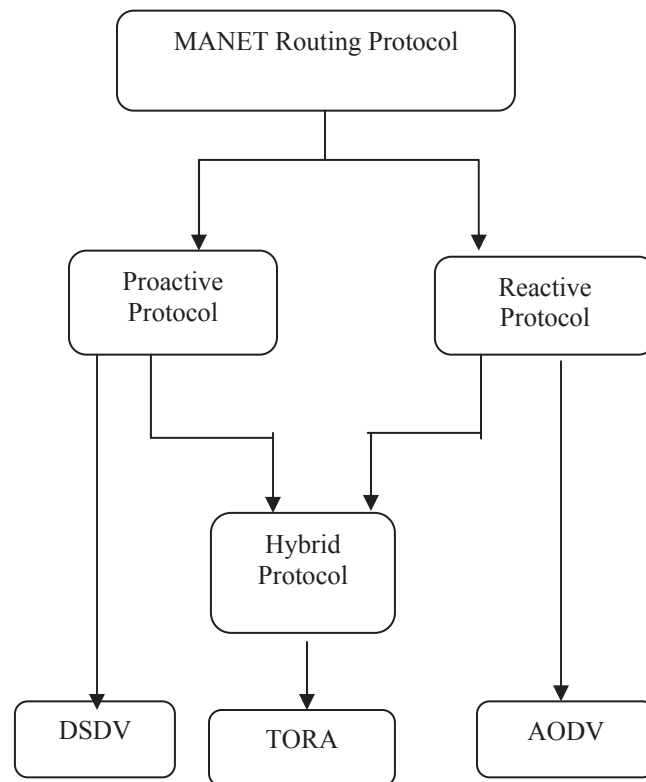 MANET Routing Protocol
Proactive
Protocol
Reactive
Protocol
Hybrid
Protocol
DSDV
TORA
AODV